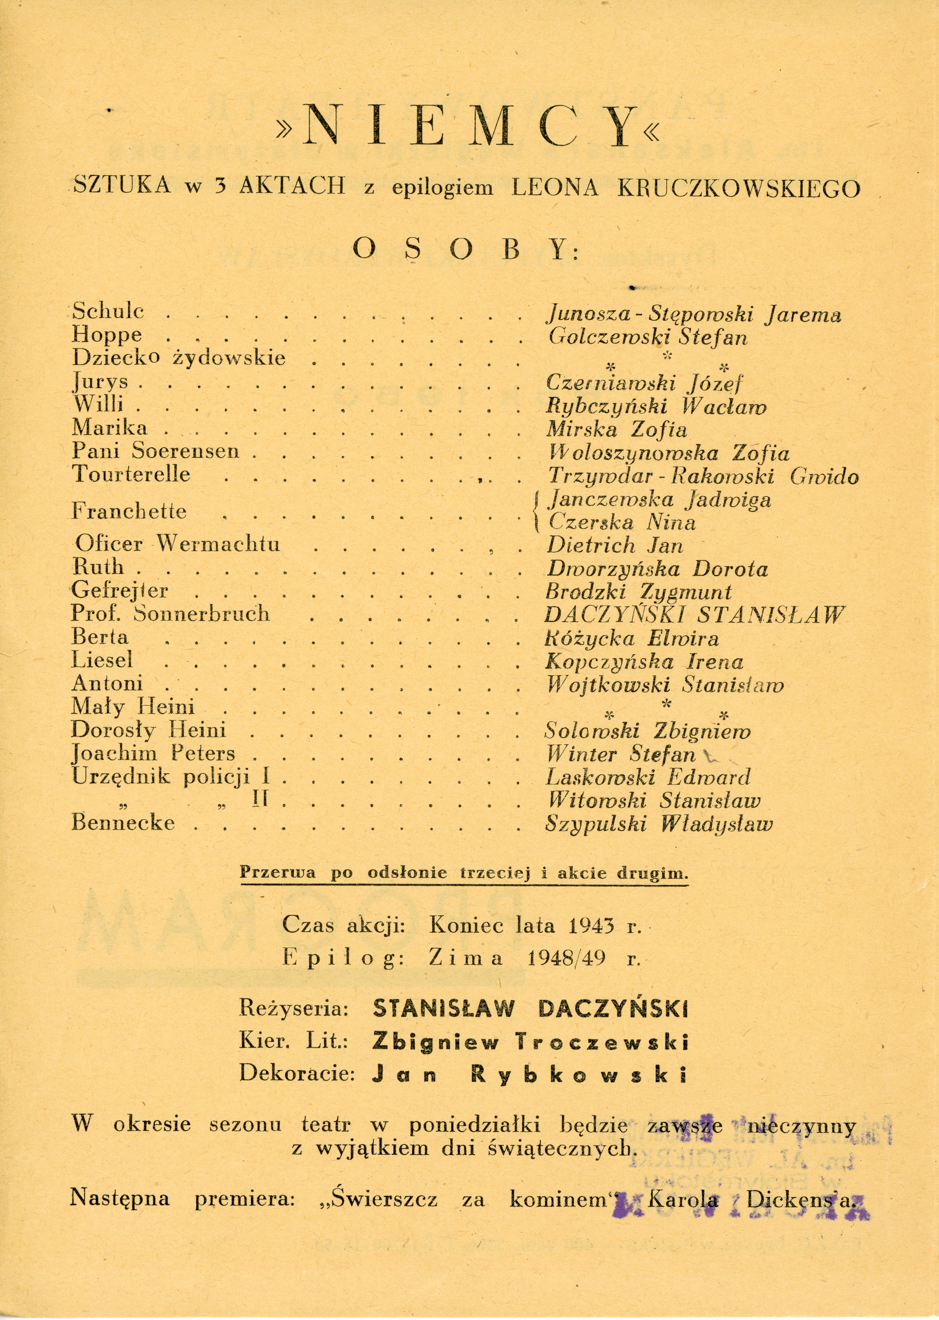 »NIEMCY«
SZTUKA w 3 AKTACH z epilogiem LEONA KRUCZKOWSKIEGO
OSOBY:
Schulc . . . . . . . . . . . . . Junosza-Stępowski Jarema
Hoppe . . . . . . . . . . . . . Golczewski Stefan
Dziecko żydowskie . . . . . . . . * * *
Jurys . . . . . . . . . . . . . . Czerniawski Józef
Willi . . . . . . . . . . . . . . Rybczyński Wacław
Marika . . . . . . . . . . . . . Mirska Zofia
Pani Soerensen . . . . . . . . . . Woloszynowska Zofia
Tourterelle . . . . . . . . . . . Trzywdar-Rakowski Gwido
Franchette . . . . . . . . . . . { Janczewska Jadwiga
{ Czerska Nina
Oficer Wermachtu . . . . . . . . Dietrich Jan
Ruth . . . . . . . . . . . . . . Dworzyńska Dorota
Gefrejter . . . . . . . . . . . . Brodzki Zygmunt
Prof. Sonnerbruch . . . . . . . . DACZYŃSKI STANISŁAW
Berta . . . . . . . . . . . . . Różycka Elwira
Liesel . . . . . . . . . . . . . Kopczyńska Irena
Antoni . . . . . . . . . . . . . Wojtkowski Stanisław
Mały Heini . . . . . . . . . . . * * *
Dorosły Heini . . . . . . . . . . Solowski Zbigniew
Joachim Peters . . . . . . . . . . Winter Stefan
Urzędnik policji I . . . . . . . . . Laskowski Edward
„ „ II . . . . . . . . . Witowski Stanisław
Bennecke . . . . . . . . . . . . Szypulski Władysław
Przerwa po odsłonie trzeciej i akcie drugim.
Czas akcji: Koniec lata 1943 r.
Epilog: Zima 1948/49 r.
Reżyseria: STANISŁAW DACZYŃSKI
Kier. Lit.: Zbigniew Troczewski
Dekoracie: Jan Rybkowski
W okresie sezonu teatr w poniedziałki będzie zawsze nieczynny
z wyjątkiem dni świątecznych.
Następna premiera: „Świerszcz za kominem“ Karola Dickens'a.